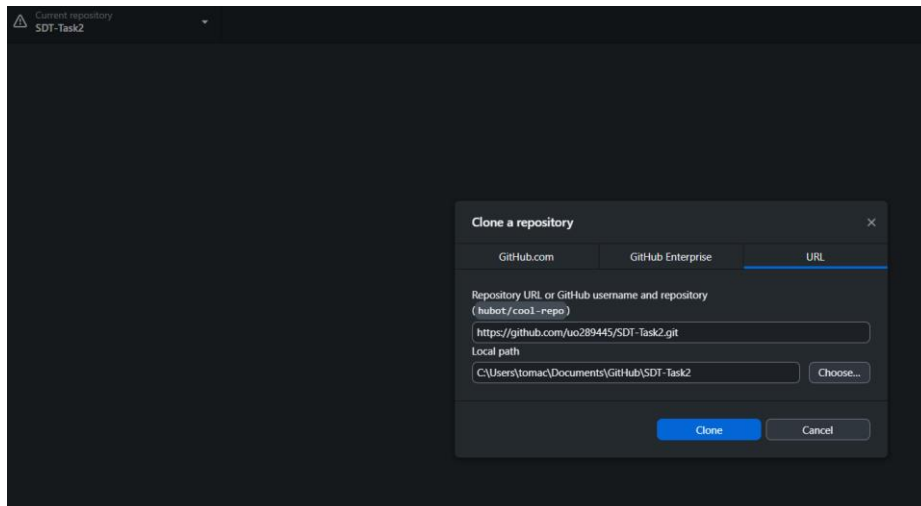 Current repository
SDT-Task2
Clone a repository
GitHub.com
GitHub Enterprise
URL
Repository URL or GitHub username and repository
(hubot/cool-repo)
https://github.com/uo289445/SDT-Task2.git
Local path
C:\Users\tomac\Documents\GitHub\SDT-Task2
Choose...
Clone
Cancel